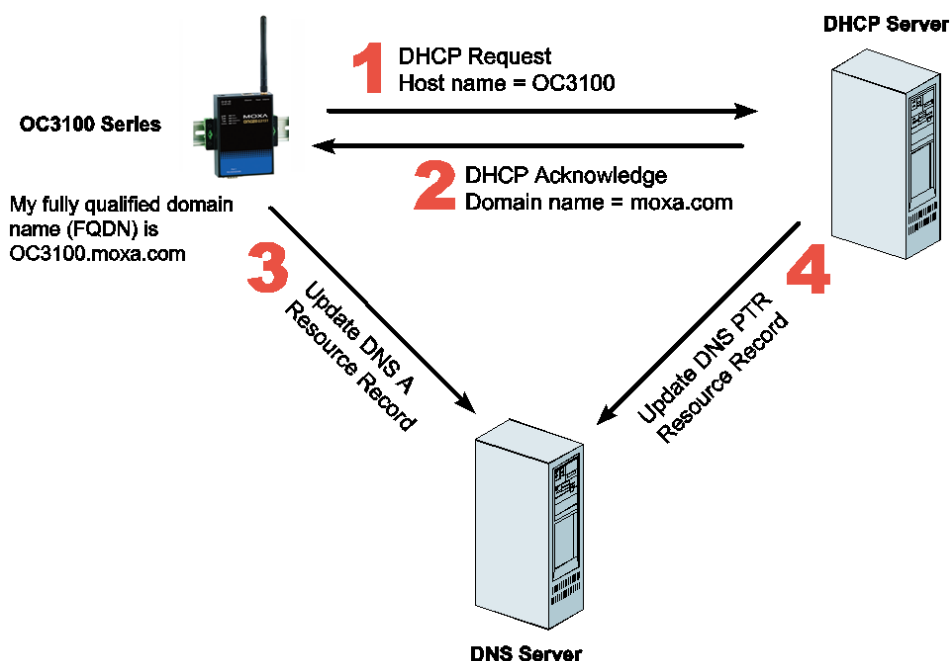 DHCP Server
1
DHCP Request
Host name = OC3100
OC3100 Series
MOXA
2
DHCP Acknowledge
Domain name = moxa.com
My fully qualified domain
name (FQDN) is
OC3100.moxa.com
3
Update DNS A
Resource Record
4
Update DNS PTR
Resource Record
DNS Server